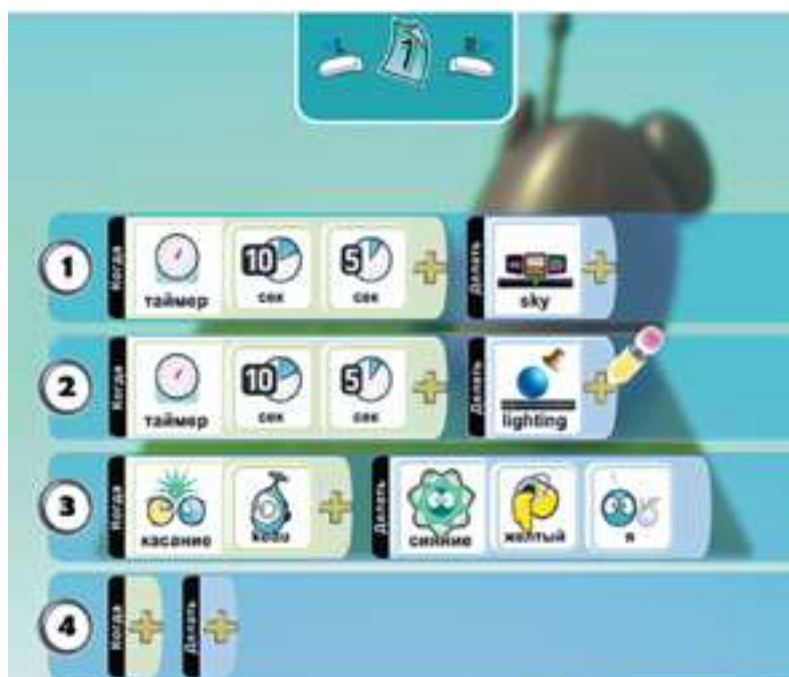 L 1 R
1 Когда таймер 10 сек 5 сек Делать sky
2 Когда таймер 10 сек 5 сек Делать lighting
3 Когда касание kodu Делать сияние желтый я
4 Когда Делать